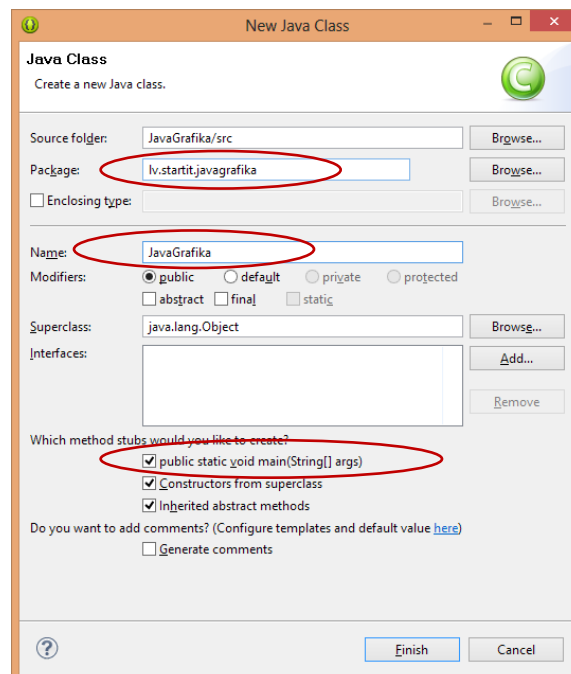 New Java Class
Java Class
Create a new Java class.
Source folder: JavaGrafika/src Browse...
Package: lv.startit.javagrafika Browse...
Enclosing type: Browse...
Name: JavaGrafika
Modifiers: public default private protected
abstract final static
Superclass: java.lang.Object Browse...
Interfaces: Add...
Remove
Which method stubs would you like to create?
public static void main(String[] args)
Constructors from superclass
Inherited abstract methods
Do you want to add comments? (Configure templates and default value here)
Generate comments
Finish Cancel